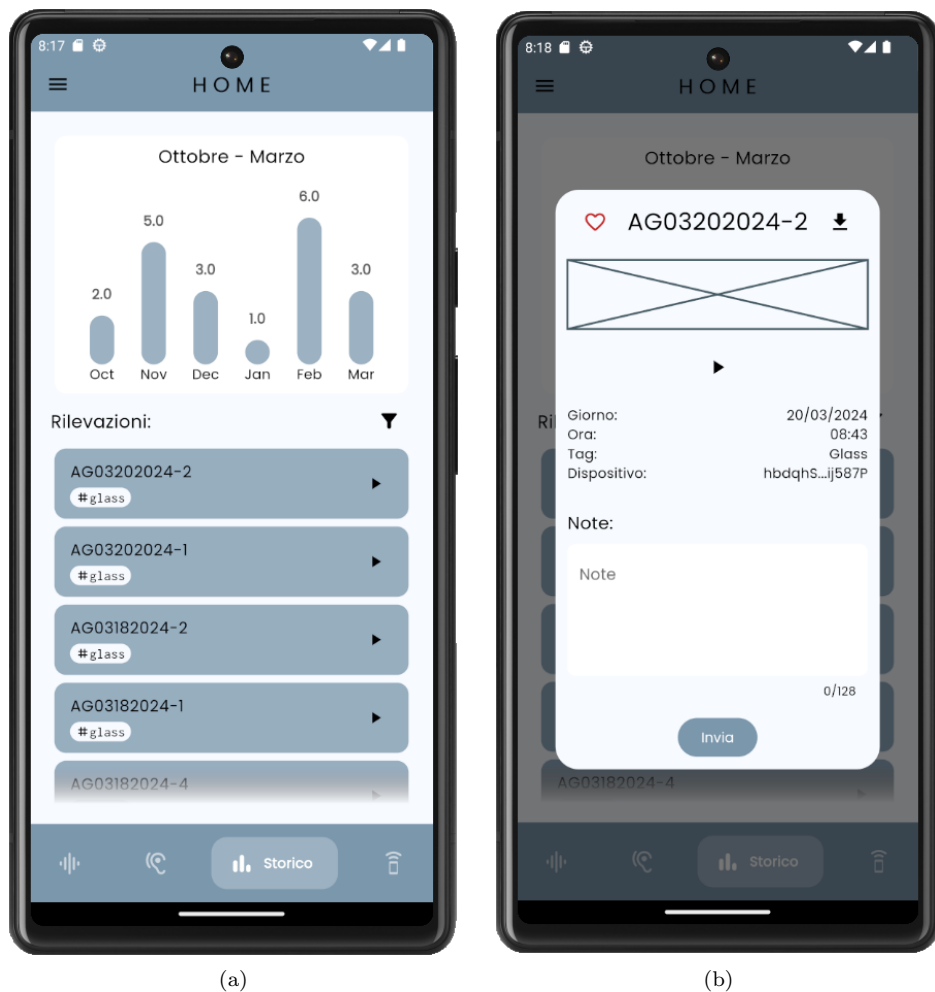 8:17
HOME
Ottobre - Marzo
2.0 5.0 3.0 1.0 6.0 3.0
Oct Nov Dec Jan Feb Mar
Rilevazioni:
AG03202024-2
#glass
AG03202024-1
#glass
AG03182024-2
#glass
AG03182024-1
#glass
AG03182024-4
Storico
(a)
8:18
HOME
Ottobre - Marzo
AG03202024-2
Giorno: 20/03/2024
Ora: 08:43
Tag: Glass
Dispositivo: hbdqhS...ij587P
Ri
Note:
Note
0/128
Invia
AG03182024-4
Storico
(b)